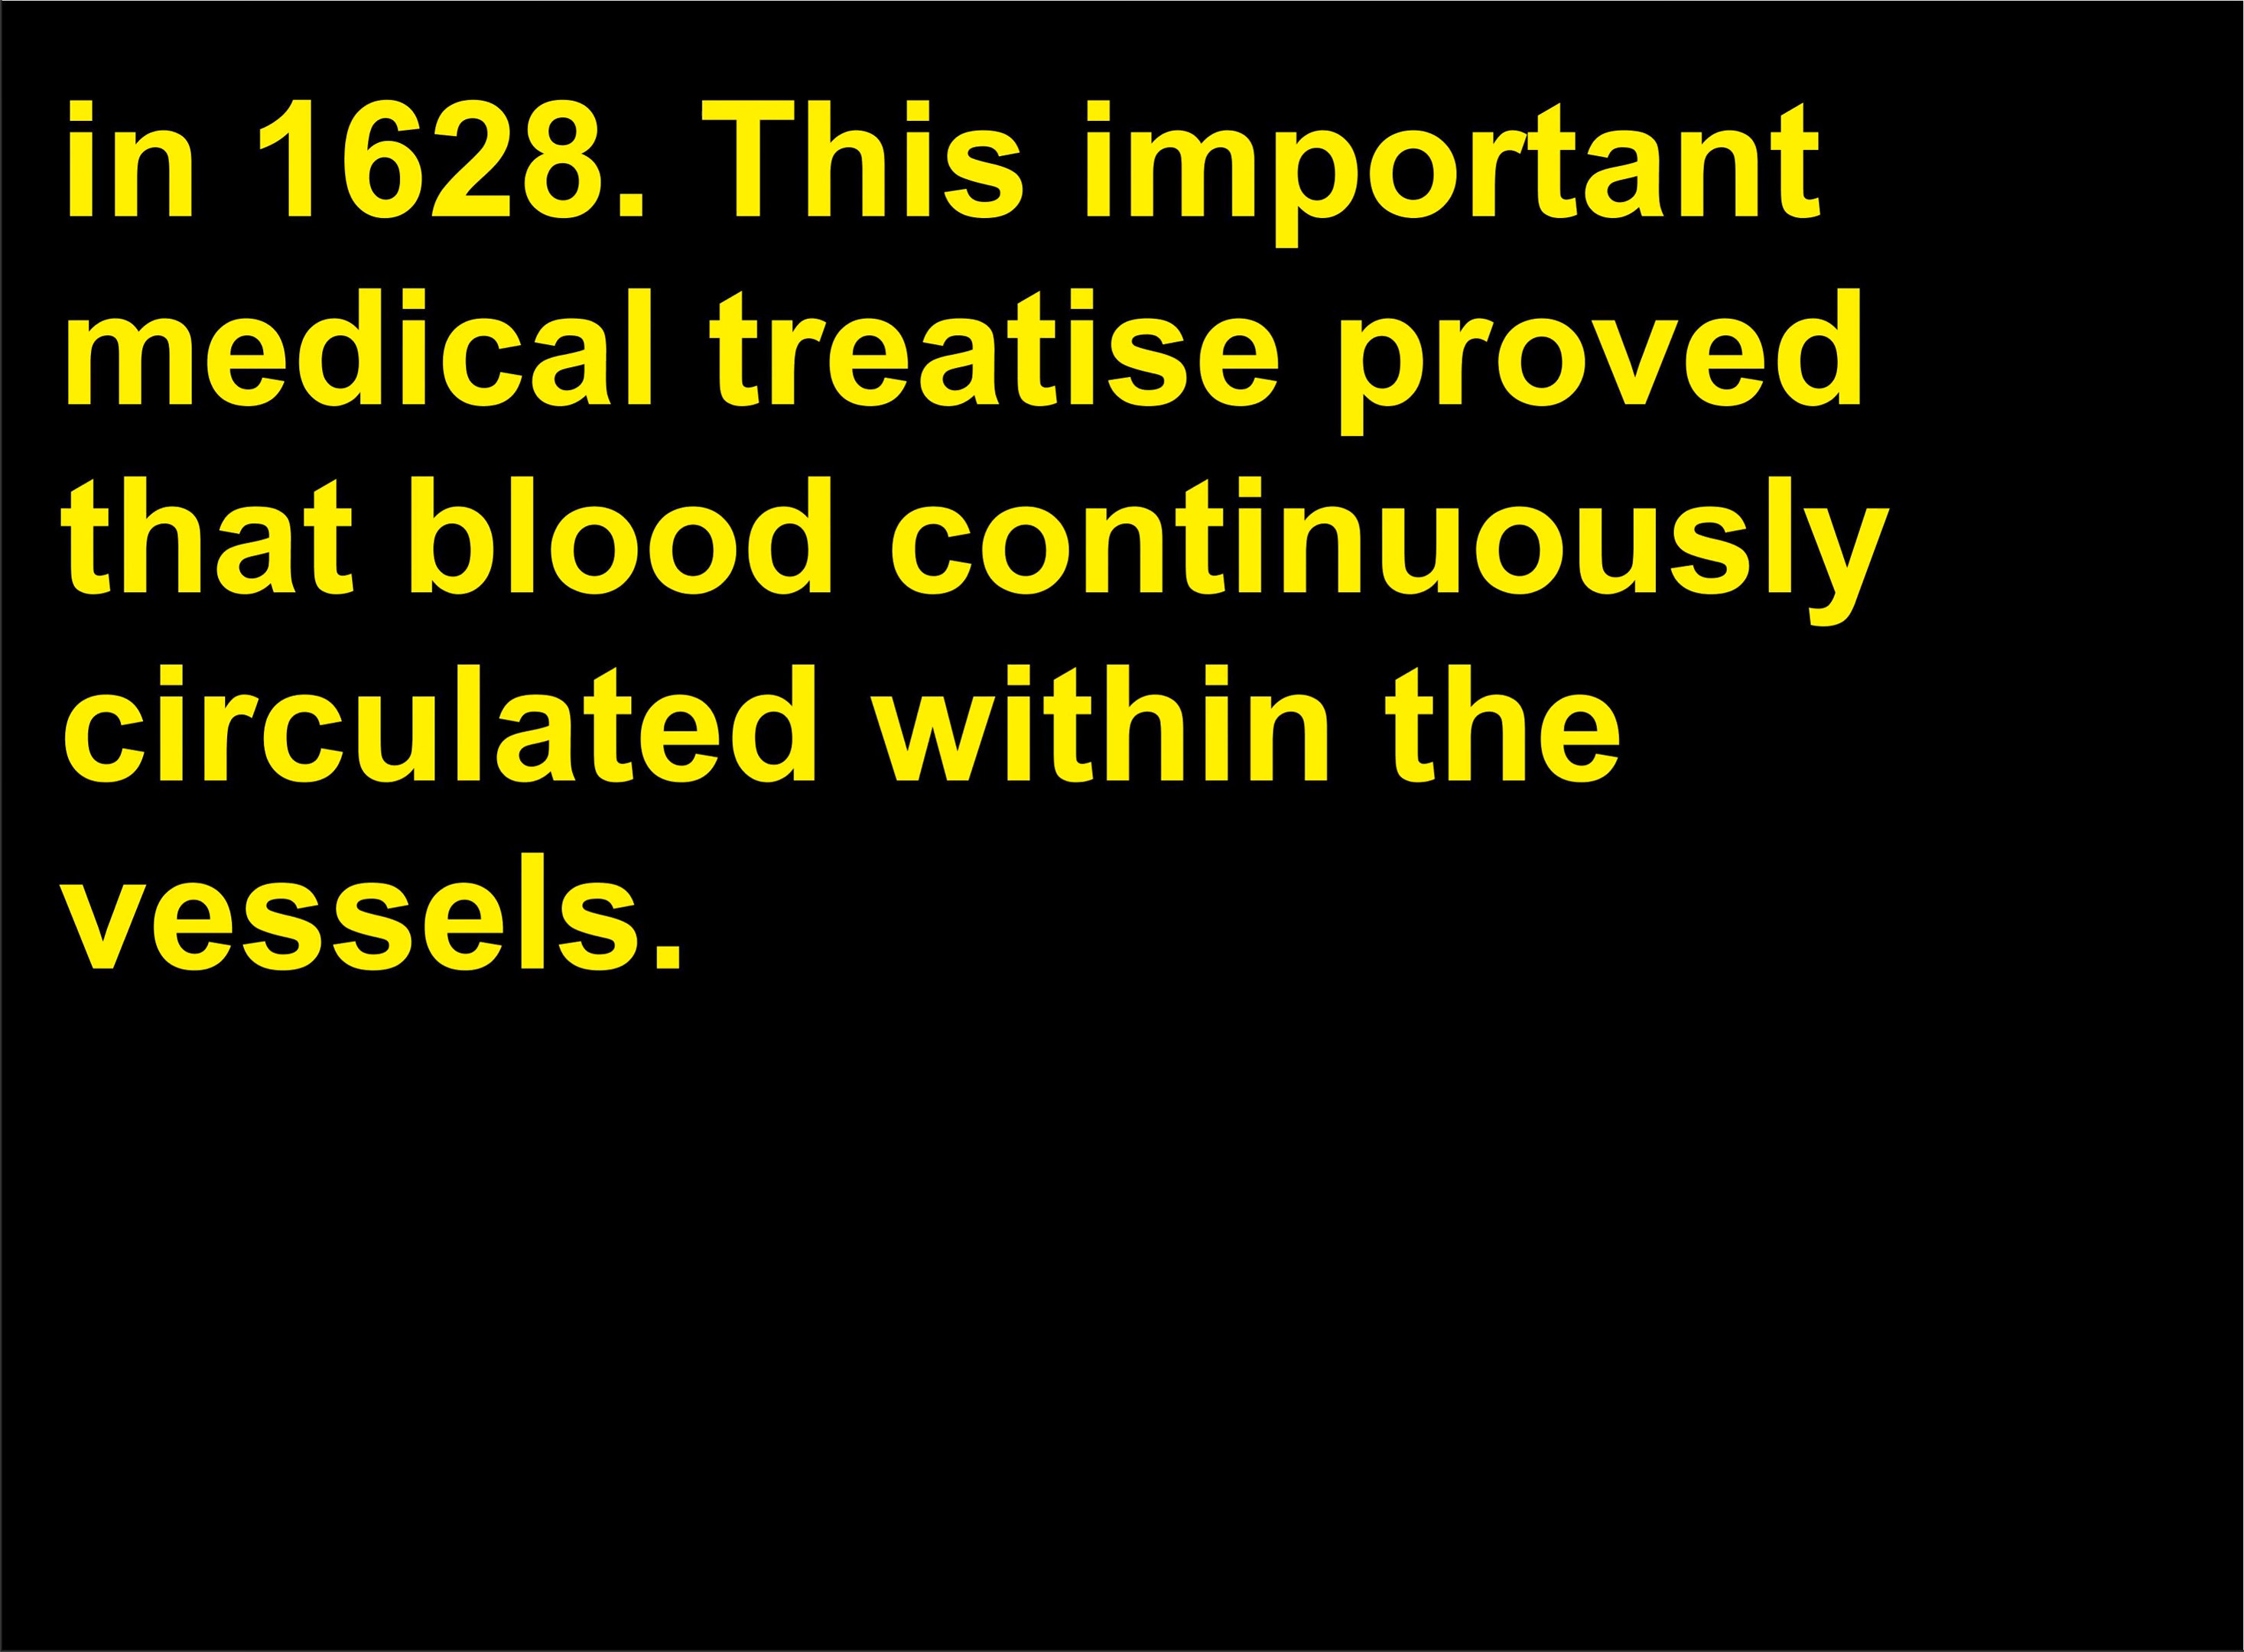 in 1628. This important
medical treatise proved
that blood continuously
circulated within the
vessels.